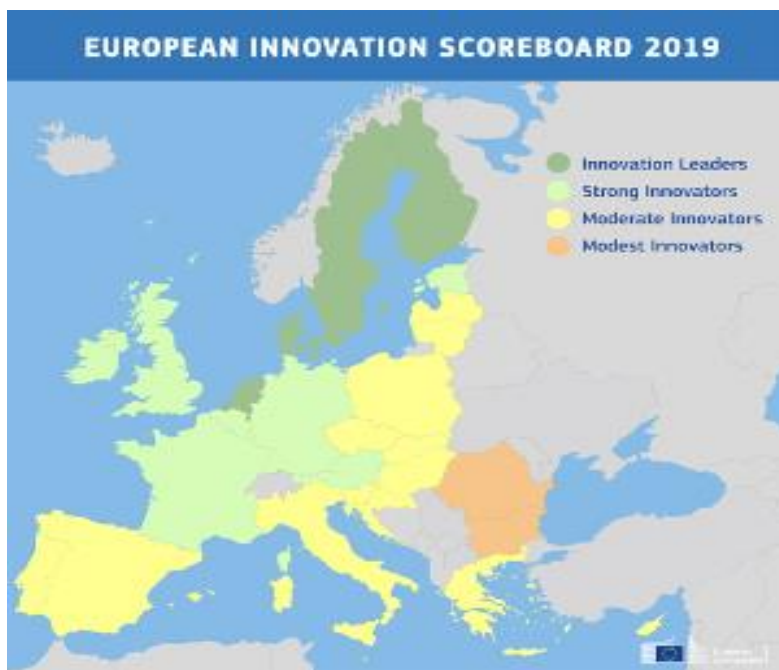 EUROPEAN INNOVATION SCOREBOARD 2019
Innovation Leaders
Strong Innovators
Moderate Innovators
Modest Innovators